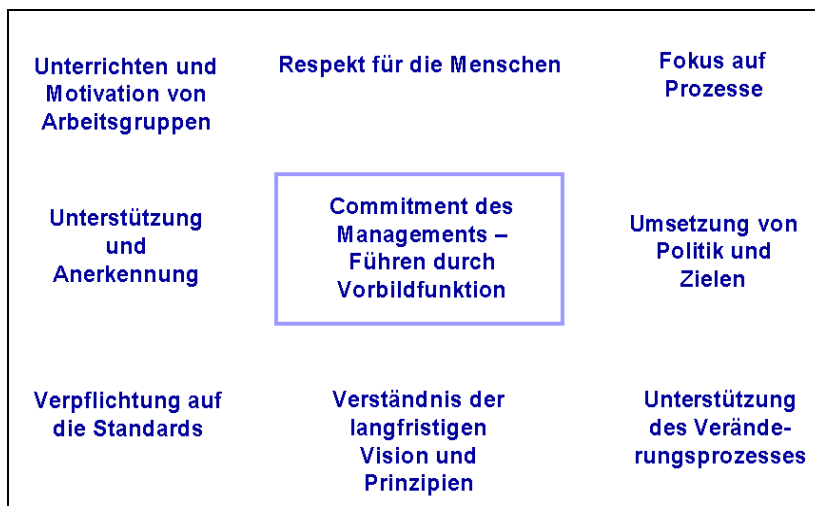 Unterrichten und
Motivation von
Arbeitsgruppen
Respekt für die Menschen
Fokus auf
Prozesse
Unterstützung
und
Anerkennung
Commitment des
Managements –
Führen durch
Vorbildfunktion
Umsetzung von
Politik und
Zielen
Verpflichtung auf
die Standards
Verständnis der
langfristigen
Vision und
Prinzipien
Unterstützung
des Verände-
rungsprozesses